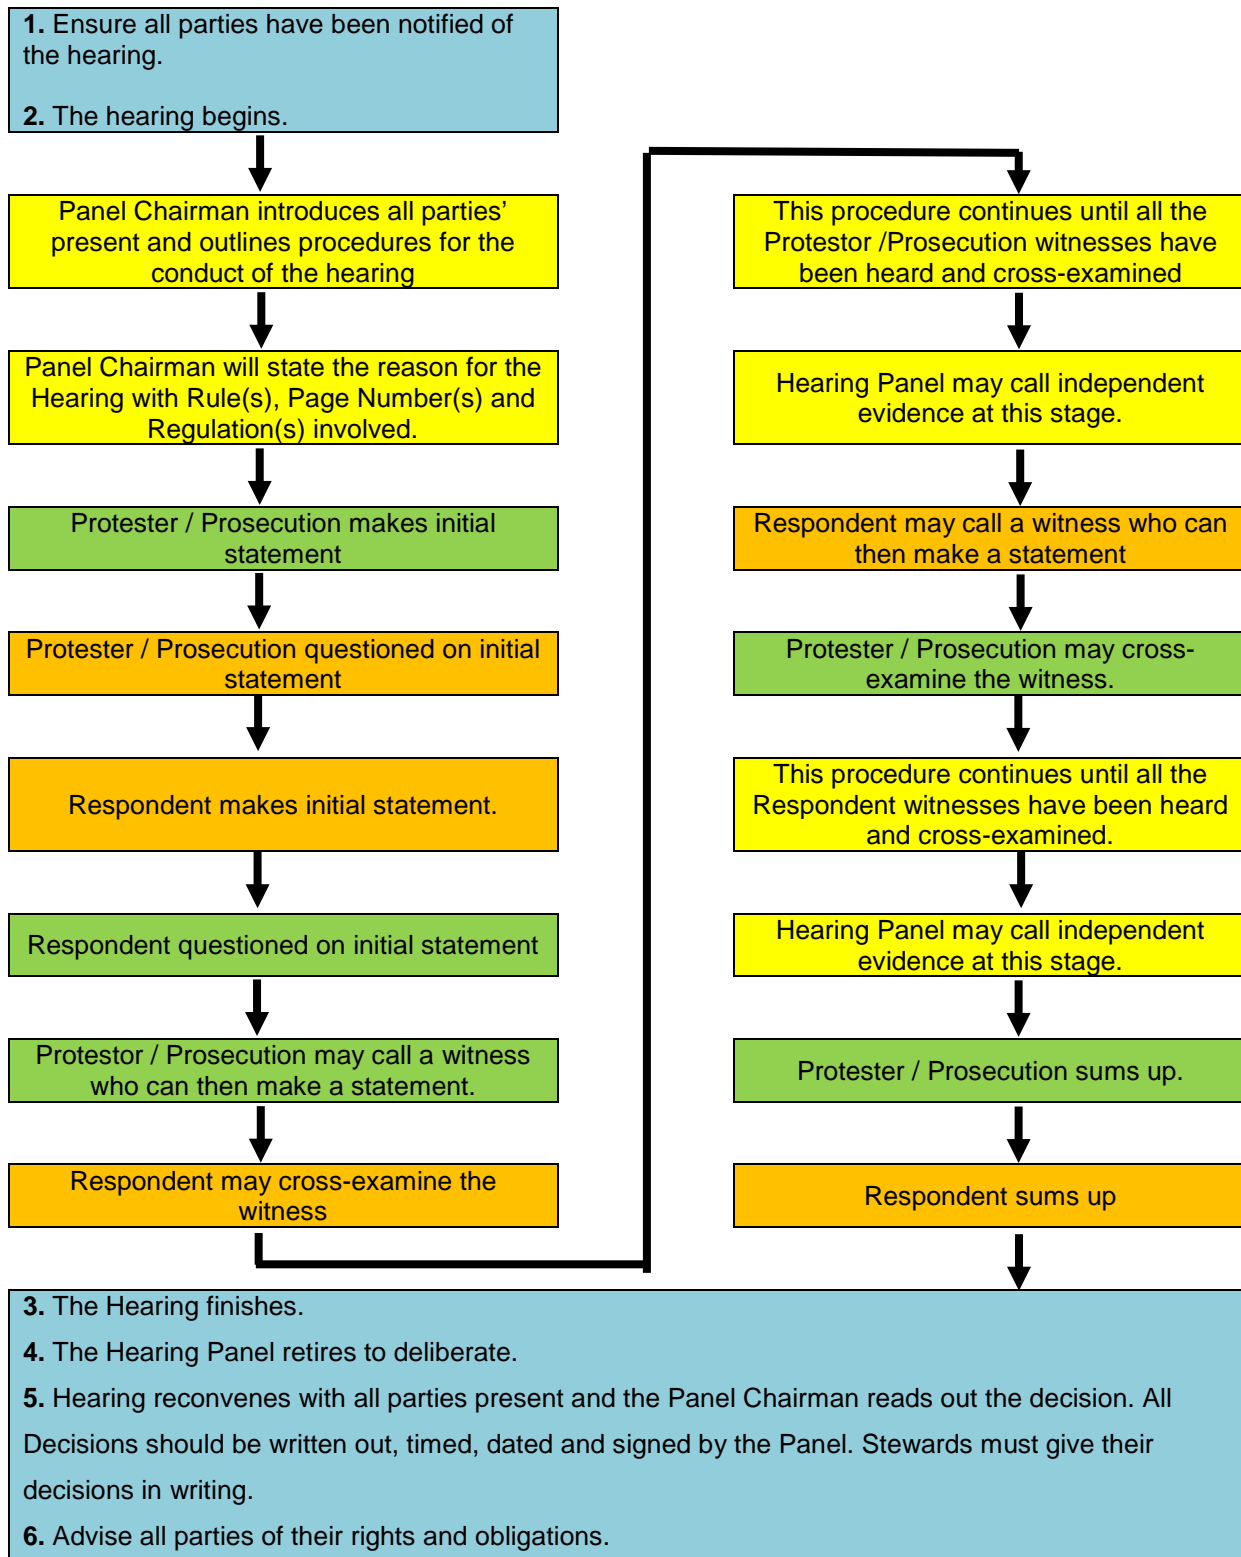 1. Ensure all parties have been notified of
the hearing.
2. The hearing begins.
Panel Chairman introduces all parties’
present and outlines procedures for the
conduct of the hearing
Panel Chairman will state the reason for the
Hearing with Rule(s), Page Number(s) and
Regulation(s) involved.
Protester / Prosecution makes initial
statement
Protester / Prosecution questioned on initial
statement
Respondent makes initial statement.
Respondent questioned on initial statement
Protestor / Prosecution may call a witness
who can then make a statement.
Respondent may cross-examine the
witness
This procedure continues until all the
Protestor /Prosecution witnesses have
been heard and cross-examined
Hearing Panel may call independent
evidence at this stage.
Respondent may call a witness who can
then make a statement
Protester / Prosecution may cross-
examine the witness.
This procedure continues until all the
Respondent witnesses have been heard
and cross-examined.
Hearing Panel may call independent
evidence at this stage.
Protester / Prosecution sums up.
Respondent sums up
3. The Hearing finishes.
4. The Hearing Panel retires to deliberate.
5. Hearing reconvenes with all parties present and the Panel Chairman reads out the decision. All
Decisions should be written out, timed, dated and signed by the Panel. Stewards must give their
decisions in writing.
6. Advise all parties of their rights and obligations.